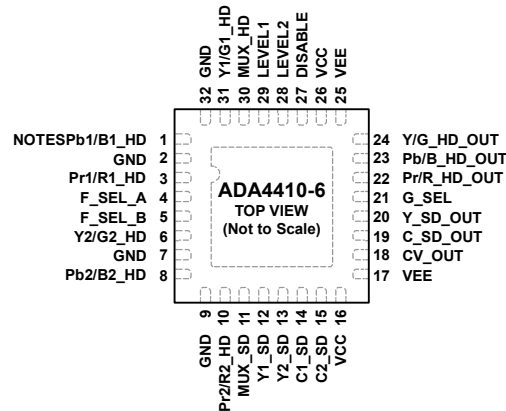 32 GND
31 Y1/G1_HD
30 MUX_HD
29 LEVEL1
28 LEVEL2
27 DISABLE
26 VCC
25 VEE
NOTESPb1/B1_HD 1
GND 2
Pr1/R1_HD 3
F_SEL_A 4
F_SEL_B 5
Y2/G2_HD 6
GND 7
Pb2/B2_HD 8
ADA4410-6
TOP VIEW
(Not to Scale)
24 Y/G_HD_OUT
23 Pb/B_HD_OUT
22 Pr/R_HD_OUT
21 G_SEL
20 Y_SD_OUT
19 C_SD_OUT
18 CV_OUT
17 VEE
GND 9
Pr2/R2_HD 10
MUX_SD 11
Y1_SD 12
Y2_SD 13
C1_SD 14
C2_SD 15
VCC 16